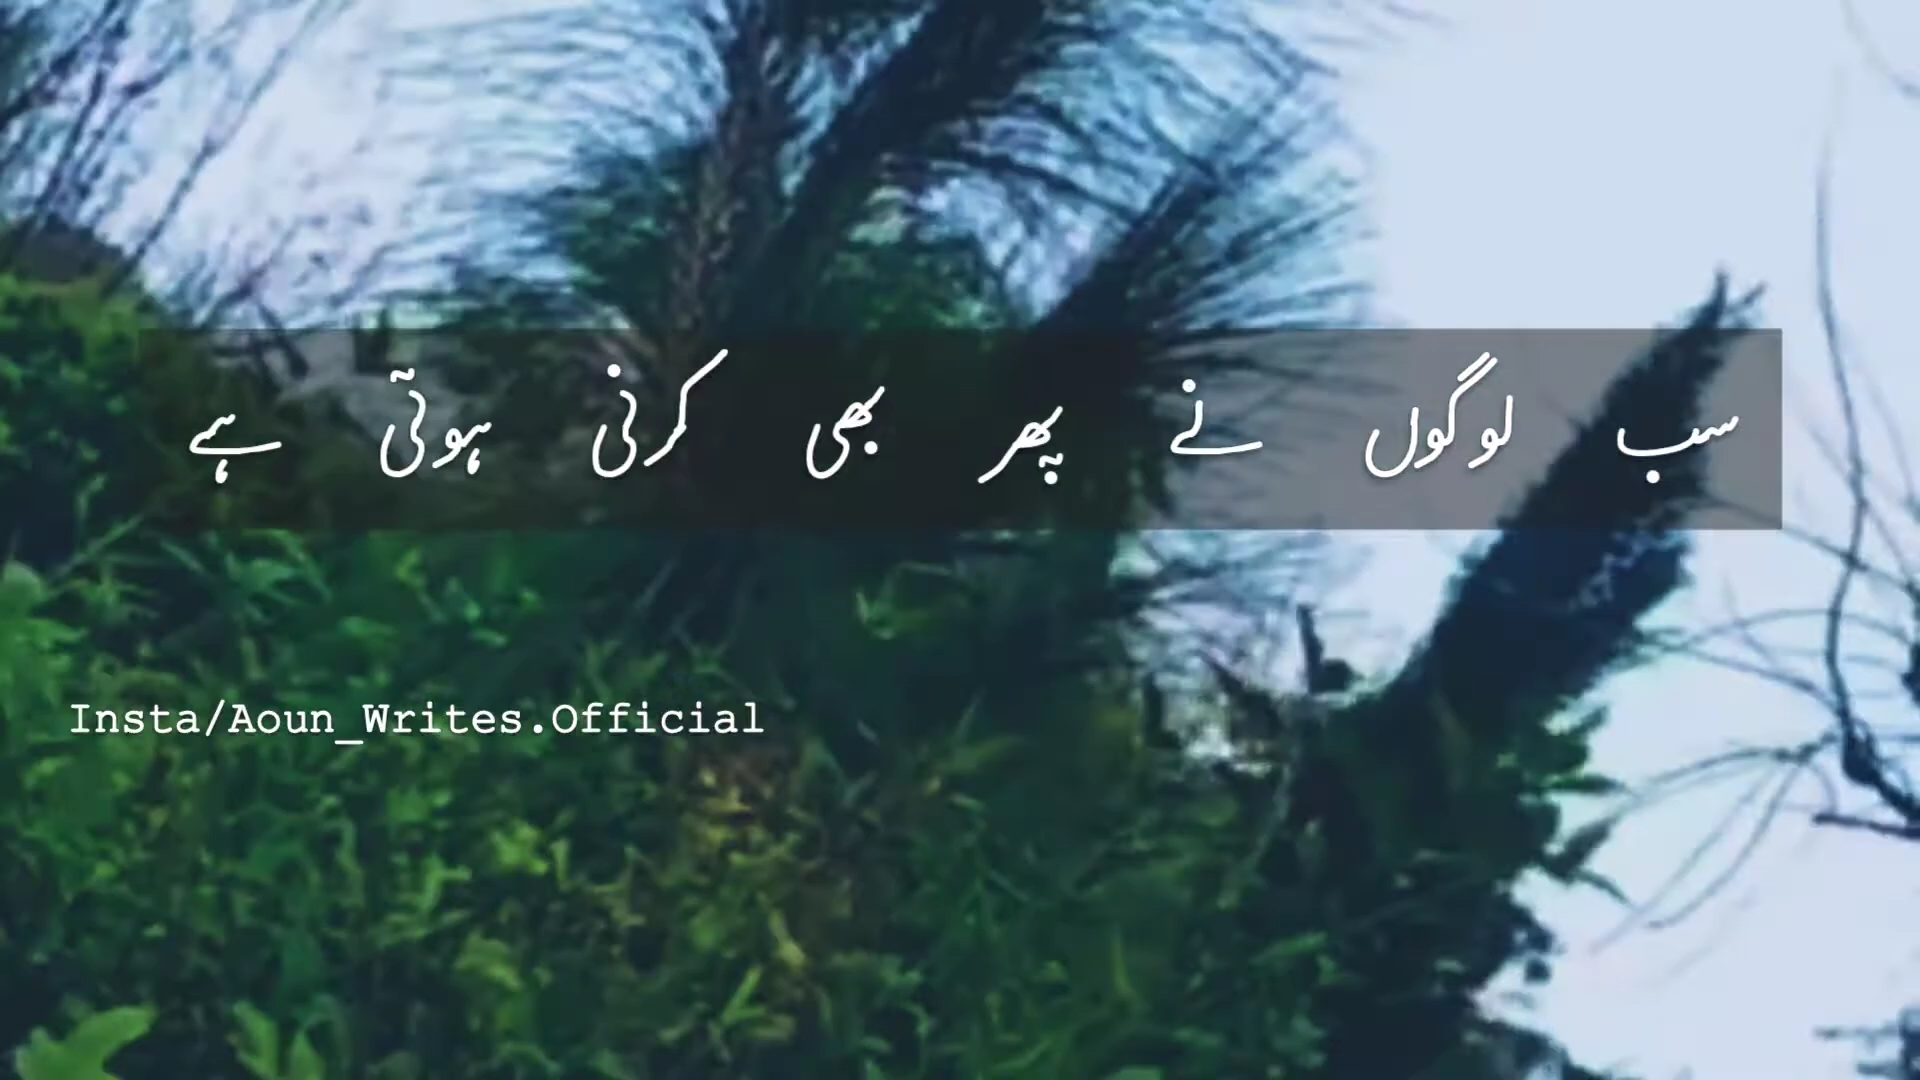 سب لوگوں نے پھر بھی کرنی ہوتی ہے
Insta/Aoun_Writes.Official